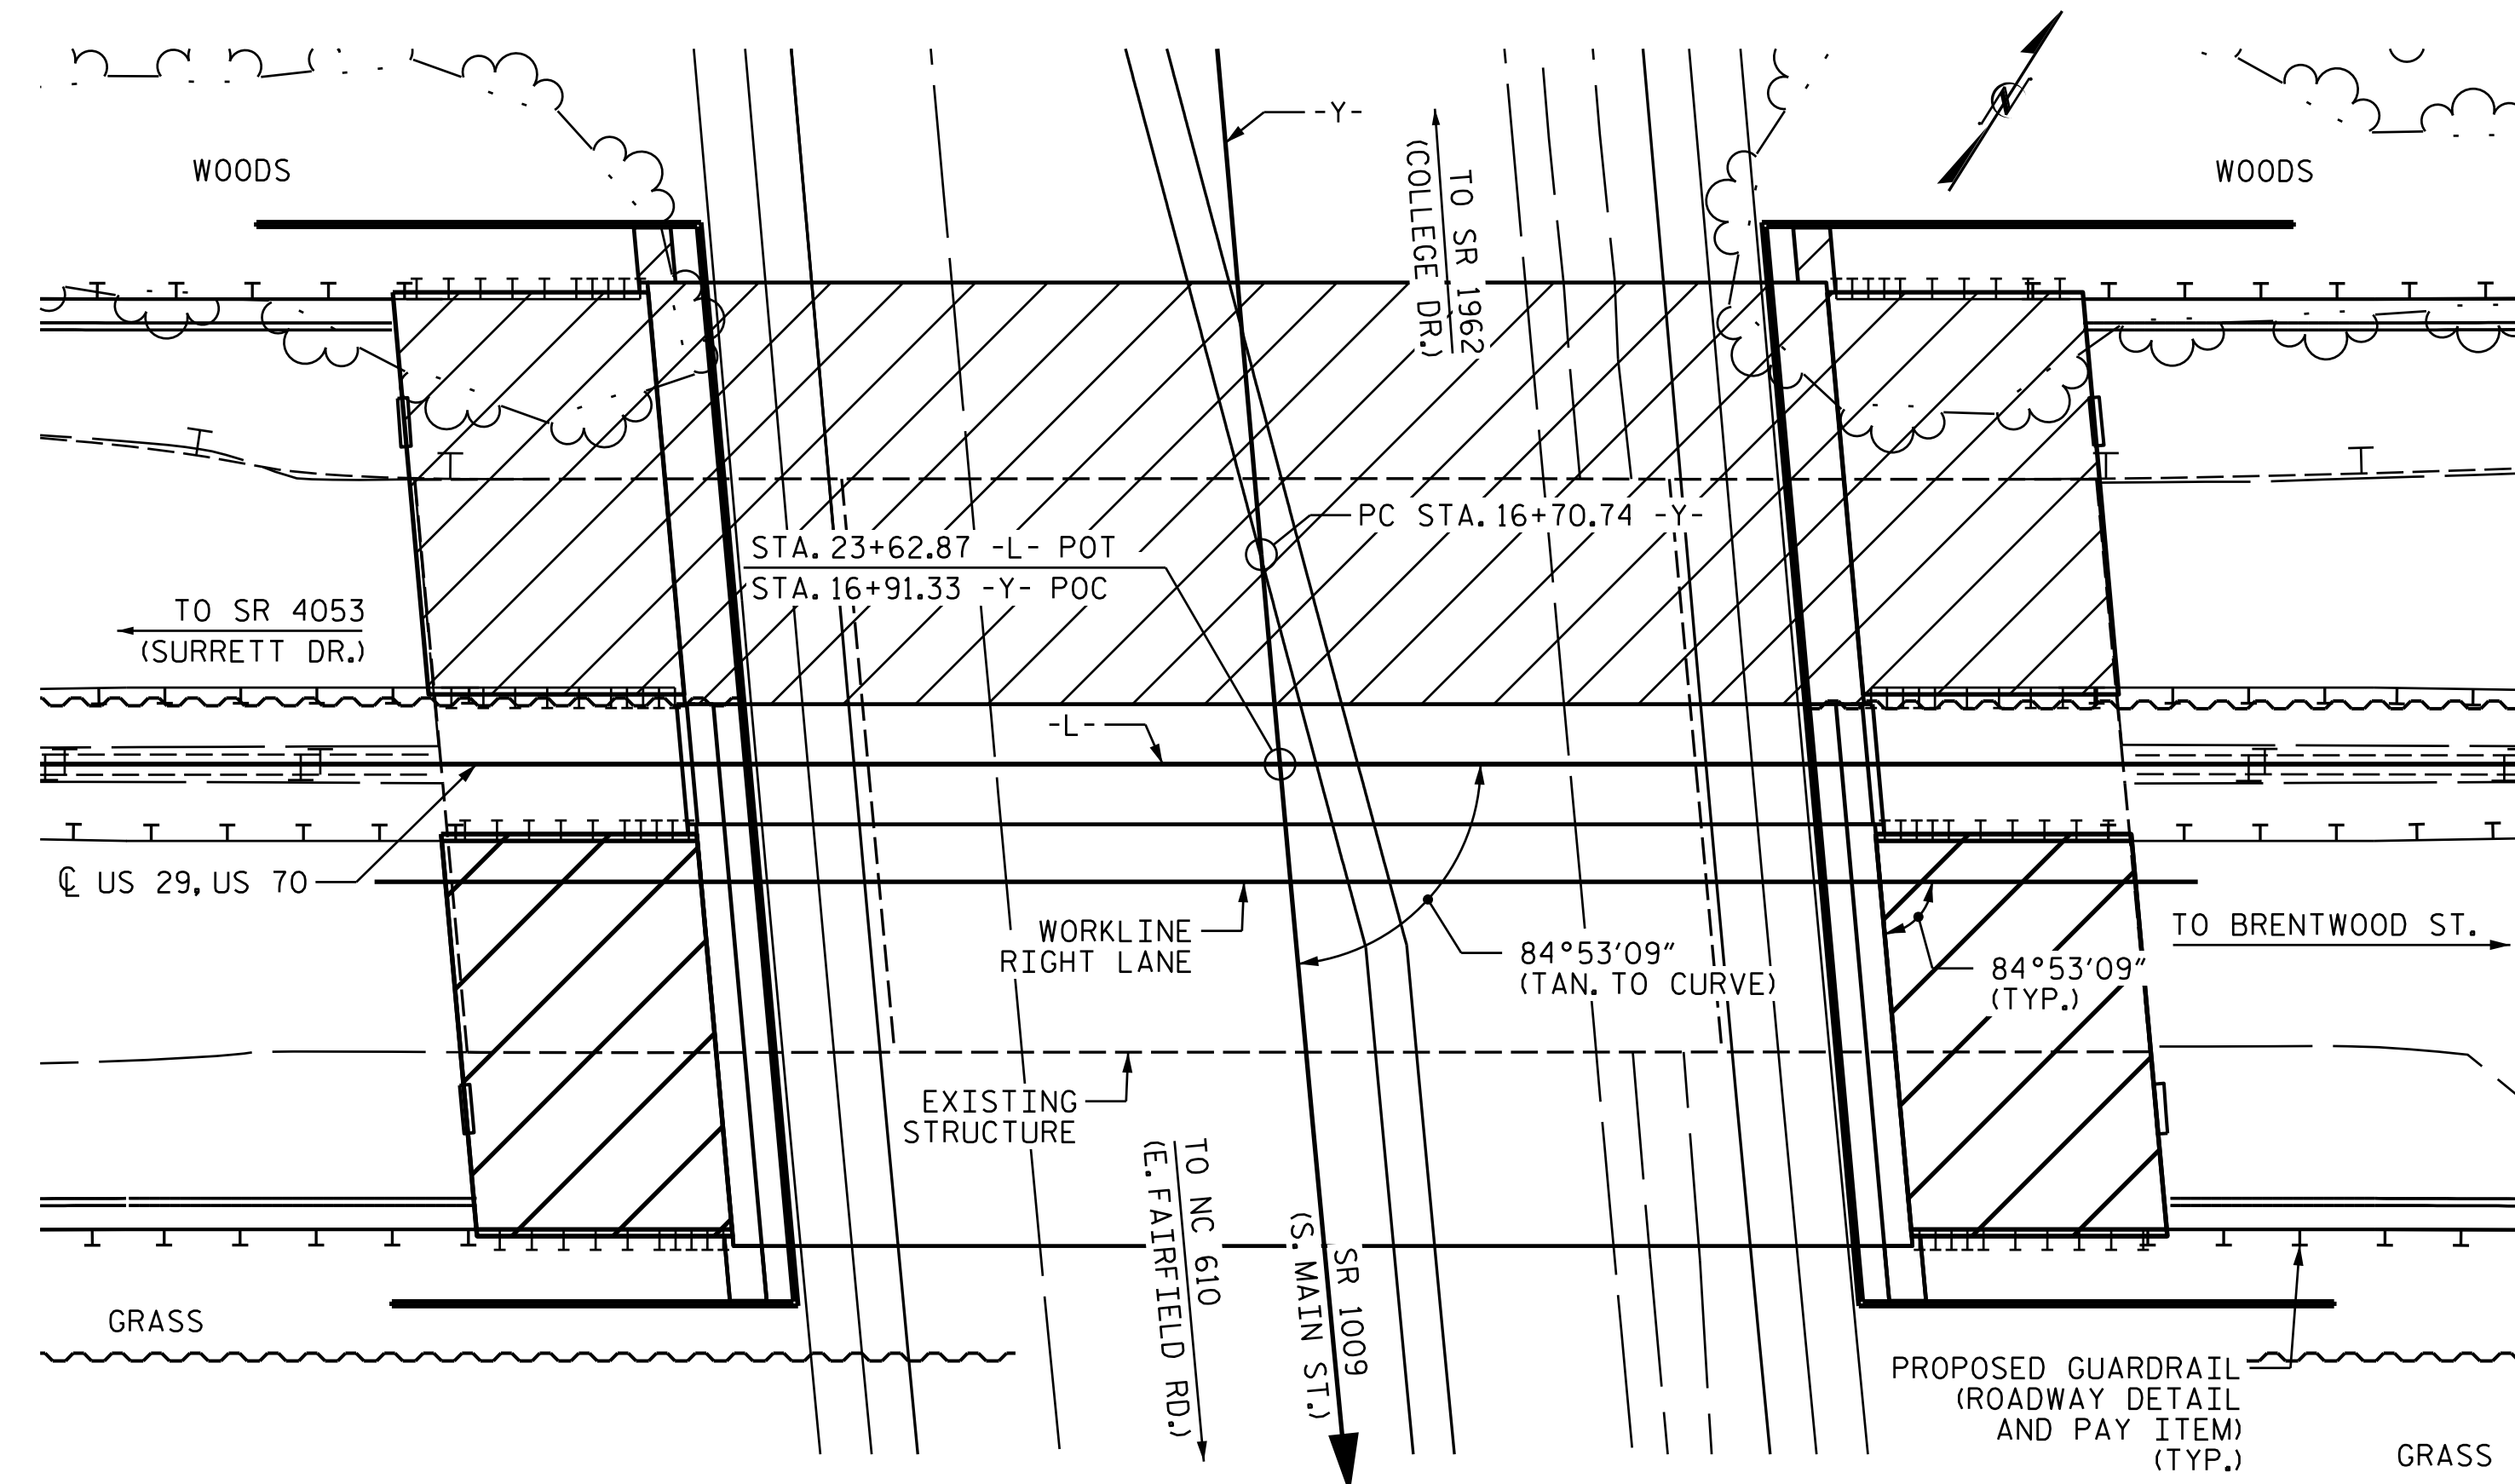 -Y-
N
WOODS
WOODS
TO SR 1962
(COLLEGE DR.)
PC STA. 16+70.74 -Y-
STA. 23+62.87 -L- POT
STA. 16+91.33 -Y- POC
TO SR 4053
(SURRETT DR.)
-L-
℄ US 29, US 70
WORKLINE
RIGHT LANE
84°53'09"
(TAN. TO CURVE)
84°53'09"
(TYP.)
TO BRENTWOOD ST.
EXISTING
STRUCTURE
TO NC 610
(E. FAIRFIELD RD.)
SR 1009
(S. MAIN ST.)
GRASS
PROPOSED GUARDRAIL
(ROADWAY DETAIL
AND PAY ITEM)
(TYP.)
GRASS